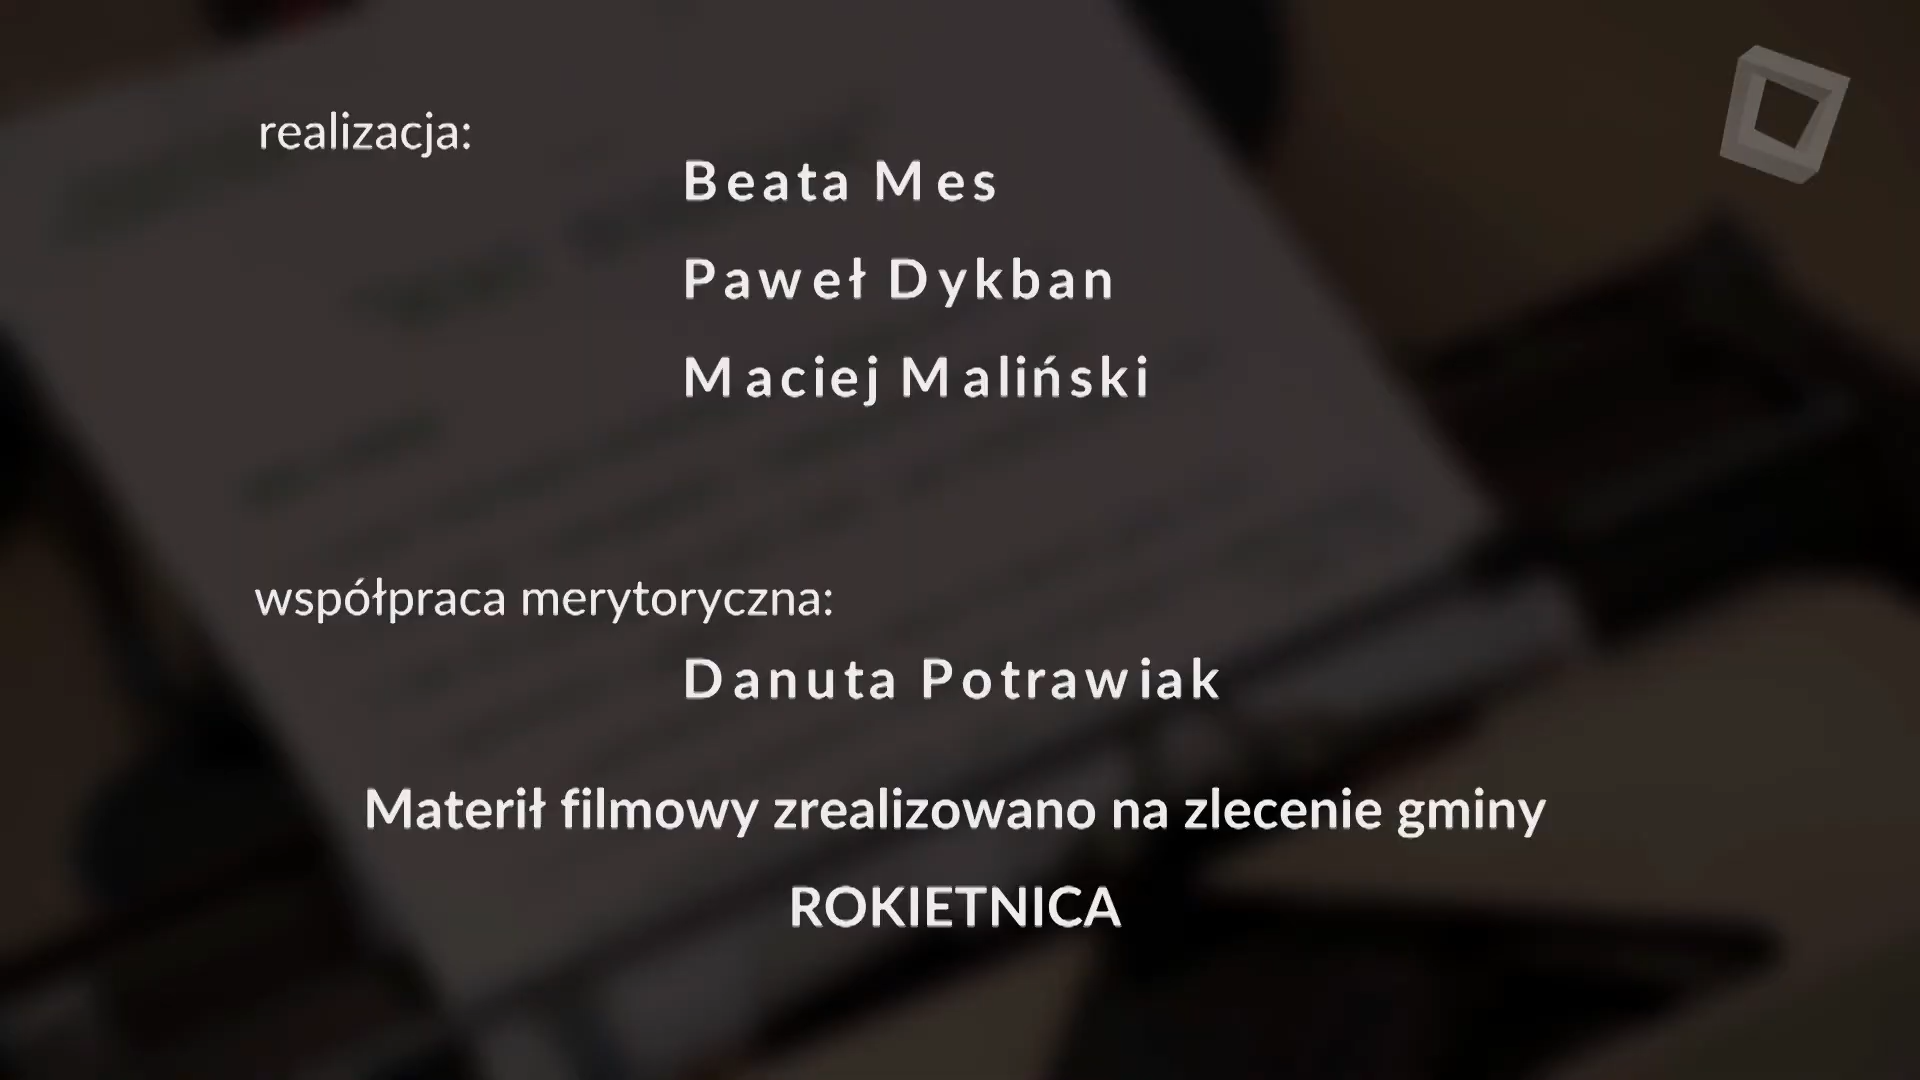 realizacja:
Beata Mes
Paweł Dykban
Maciej Maliński
współpraca merytoryczna:
Danuta Potrawiak
Materił filmowy zrealizowano na zlecenie gminy
ROKIETNICA